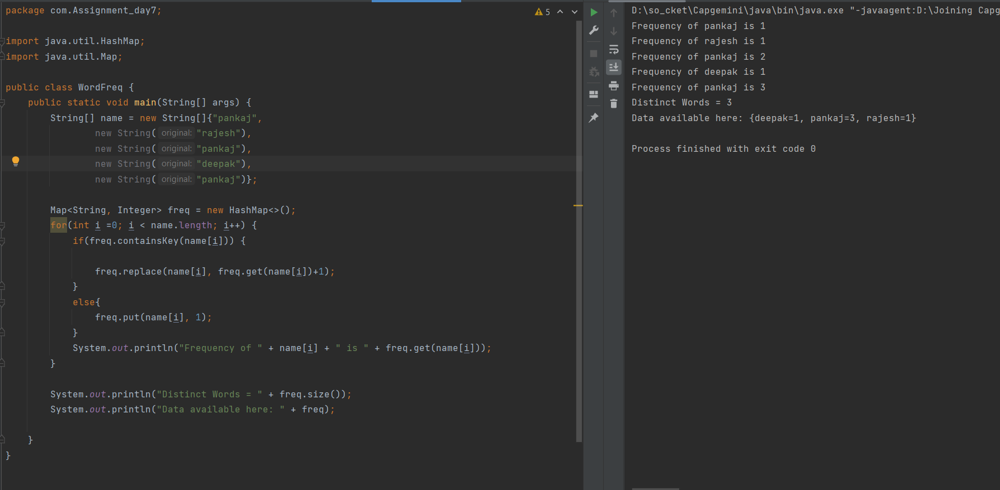 package com.Assignment_day7;
5
import java.util.HashMap;
import java.util.Map;
public class WordFreq {
public static void main(String[] args) {
String[] name = new String[]{"pankaj",
new String( original: "rajesh"),
new String( original: "pankaj"),
new String( original: "deepak"),
new String( original: "pankaj")};
Map<String, Integer> freq = new HashMap<>();
for(int i =0; i < name.length; i++) {
if(freq.containsKey(name[i])) {
freq.replace(name[i], freq.get(name[i])+1);
}
else{
freq.put(name[i], 1);
}
System.out.println("Frequency of " + name[i] + " is " + freq.get(name[i]));
}
System.out.println("Distinct Words = " + freq.size());
System.out.println("Data available here: " + freq);
}
}
D:\so_cket\Capgemini\java\bin\java.exe "-javaagent:D:\Joining Capg
Frequency of pankaj is 1
Frequency of rajesh is 1
Frequency of pankaj is 2
Frequency of deepak is 1
Frequency of pankaj is 3
Distinct Words = 3
Data available here: {deepak=1, pankaj=3, rajesh=1}
Process finished with exit code 0